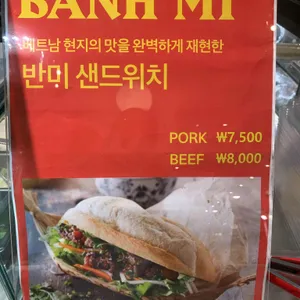 BANH MI
베트남 현지의 맛을 완벽하게 재현한
반미 샌드위치
PORK ₩7,500
BEEF ₩8,000